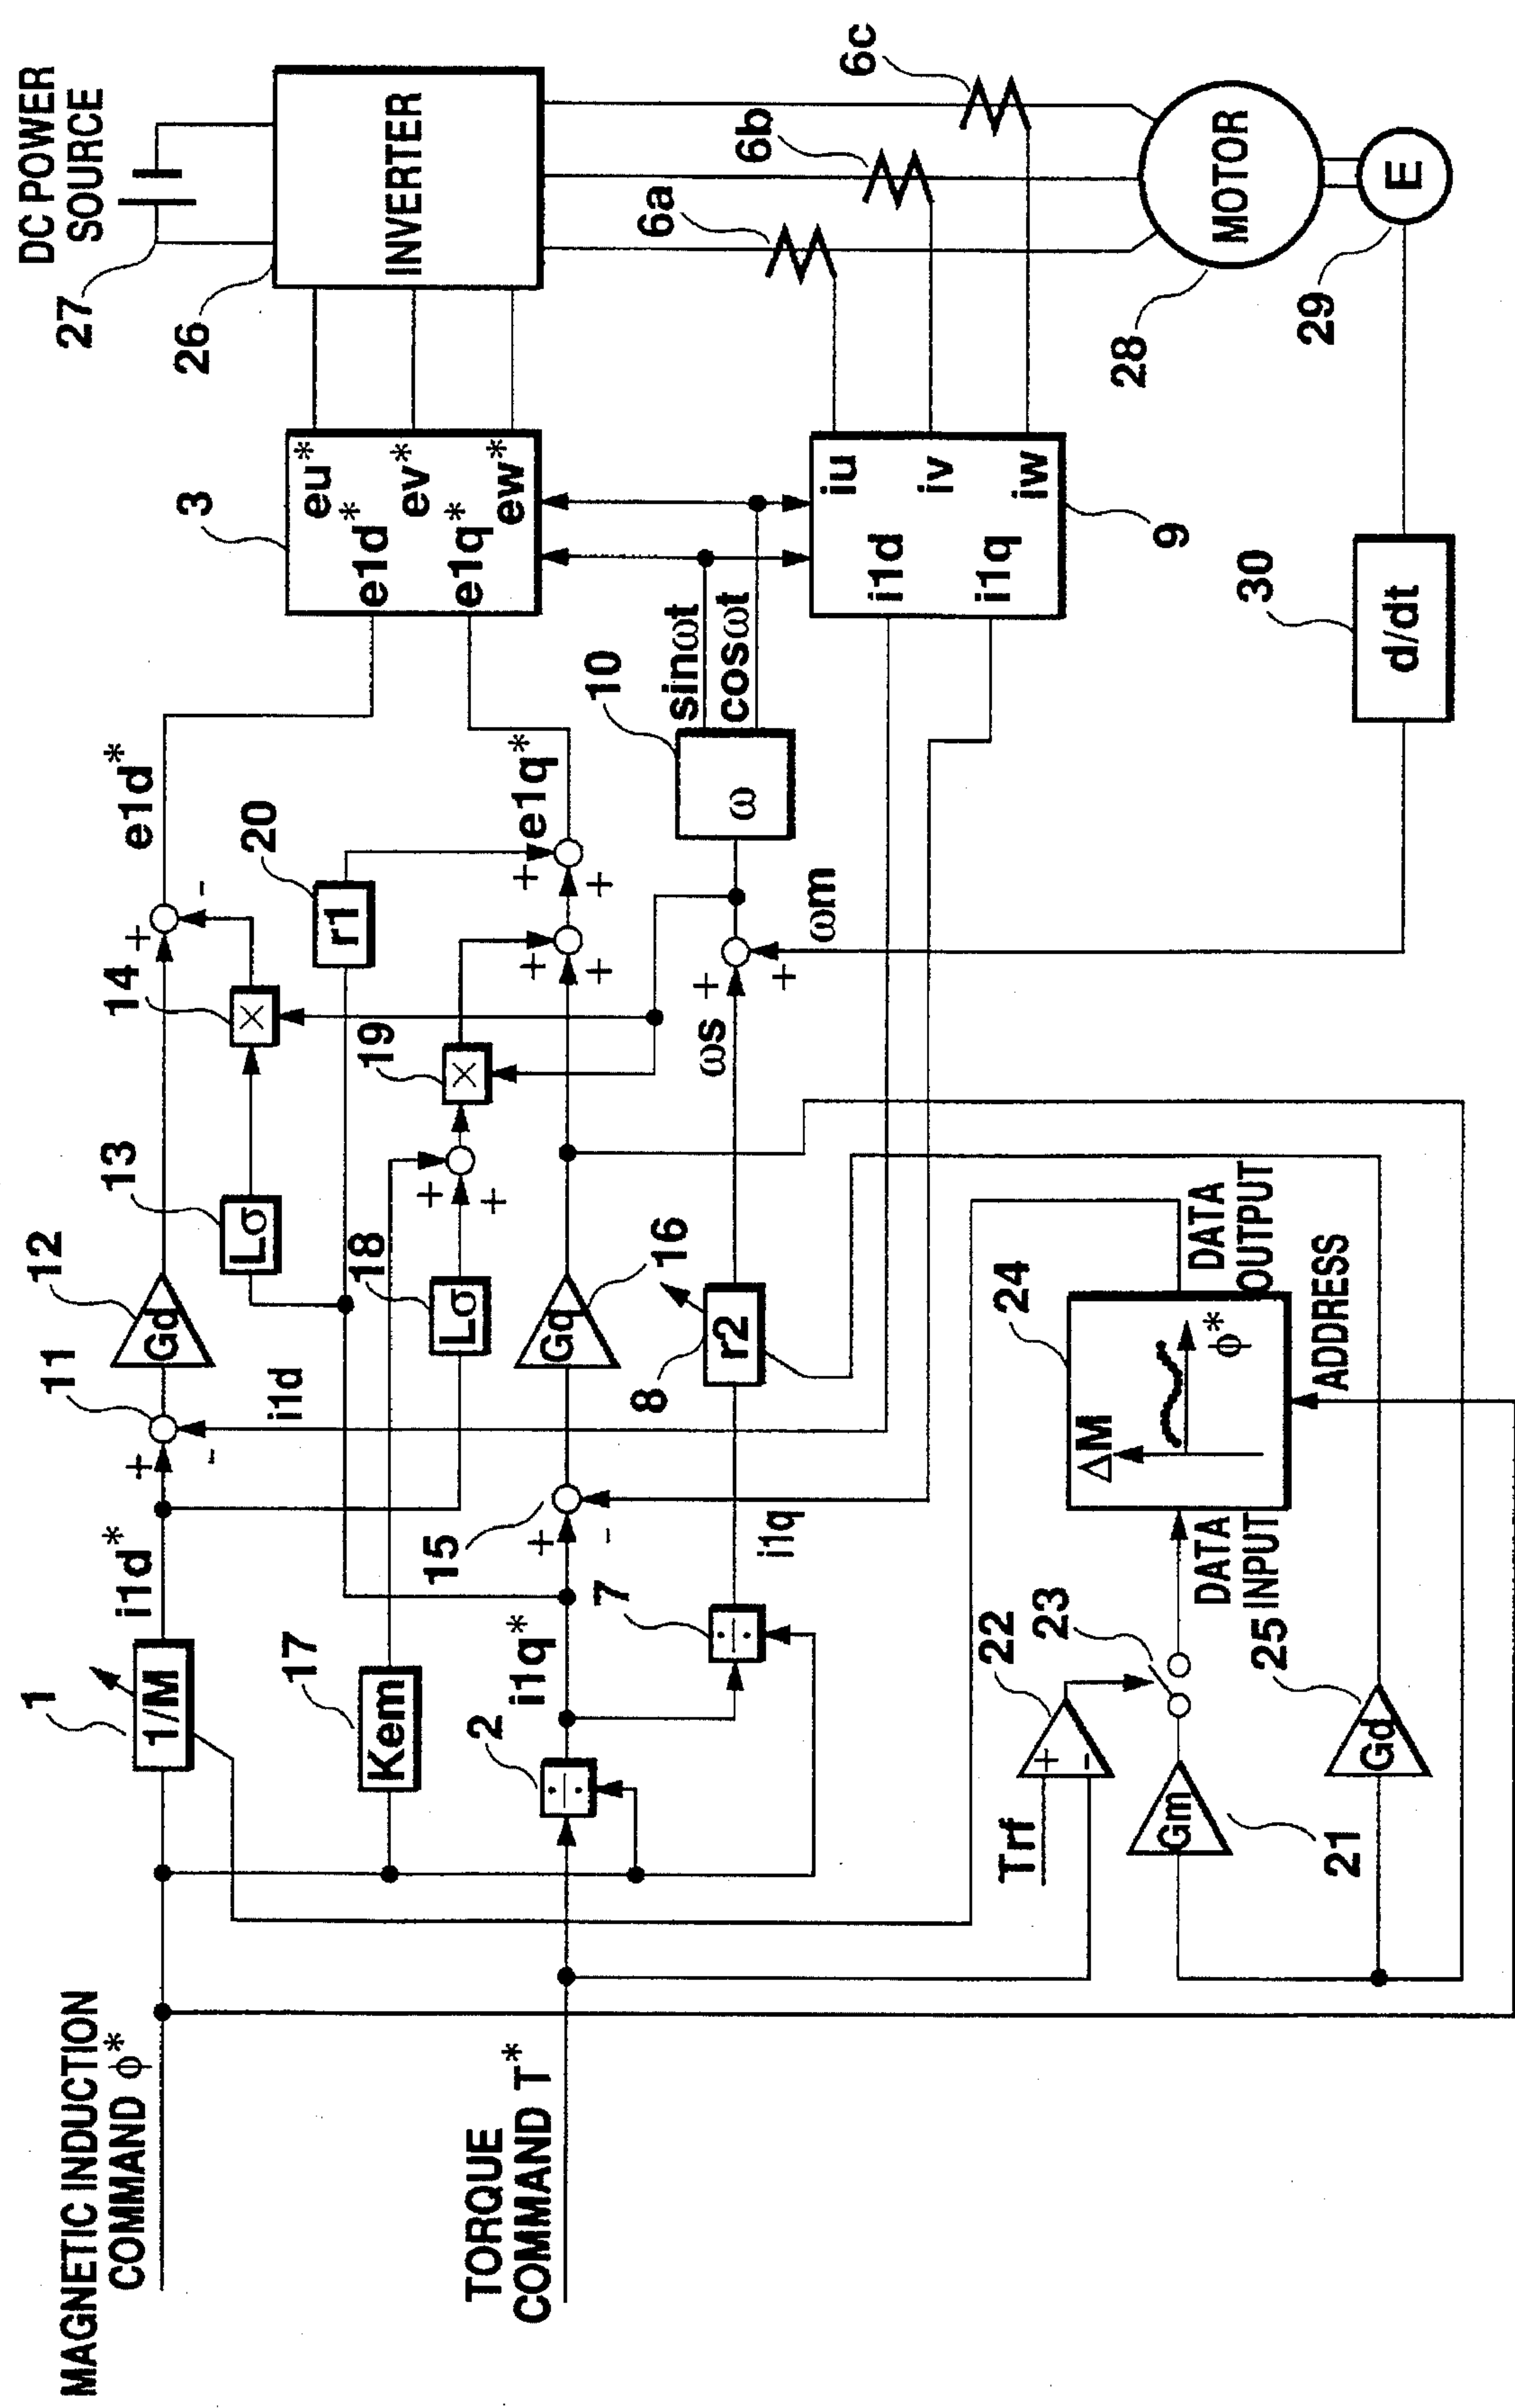 MAGNETIC INDUCTION
COMMAND ϕ*
TORQUE
COMMAND T*
1
1/M
i1d*
11
i1d
+
-
12
Gd
13
Lσ
14
×
+
-
e1d*
20
r1
17
Kem
18
Lσ
+
+
19
×
2
÷
i1q*
15
+
-
i1q
16
Gq
+
+
+
+
e1q*
7
÷
8
r2
ωs
+
+
ωm
10
ω
sinωt
cosωt
3
eu*
e1d*
ev*
e1q*
ew*
9
iu
i1d
iv
i1q
iw
DC POWER
SOURCE
27
26
INVERTER
6a
6b
6c
28
MOTOR
29
E
30
d/dt
Trf
22
+
-
23
21
Gm
25
Gd
24
ΔM
ϕ*
DATA
INPUT
DATA
OUTPUT
ADDRESS